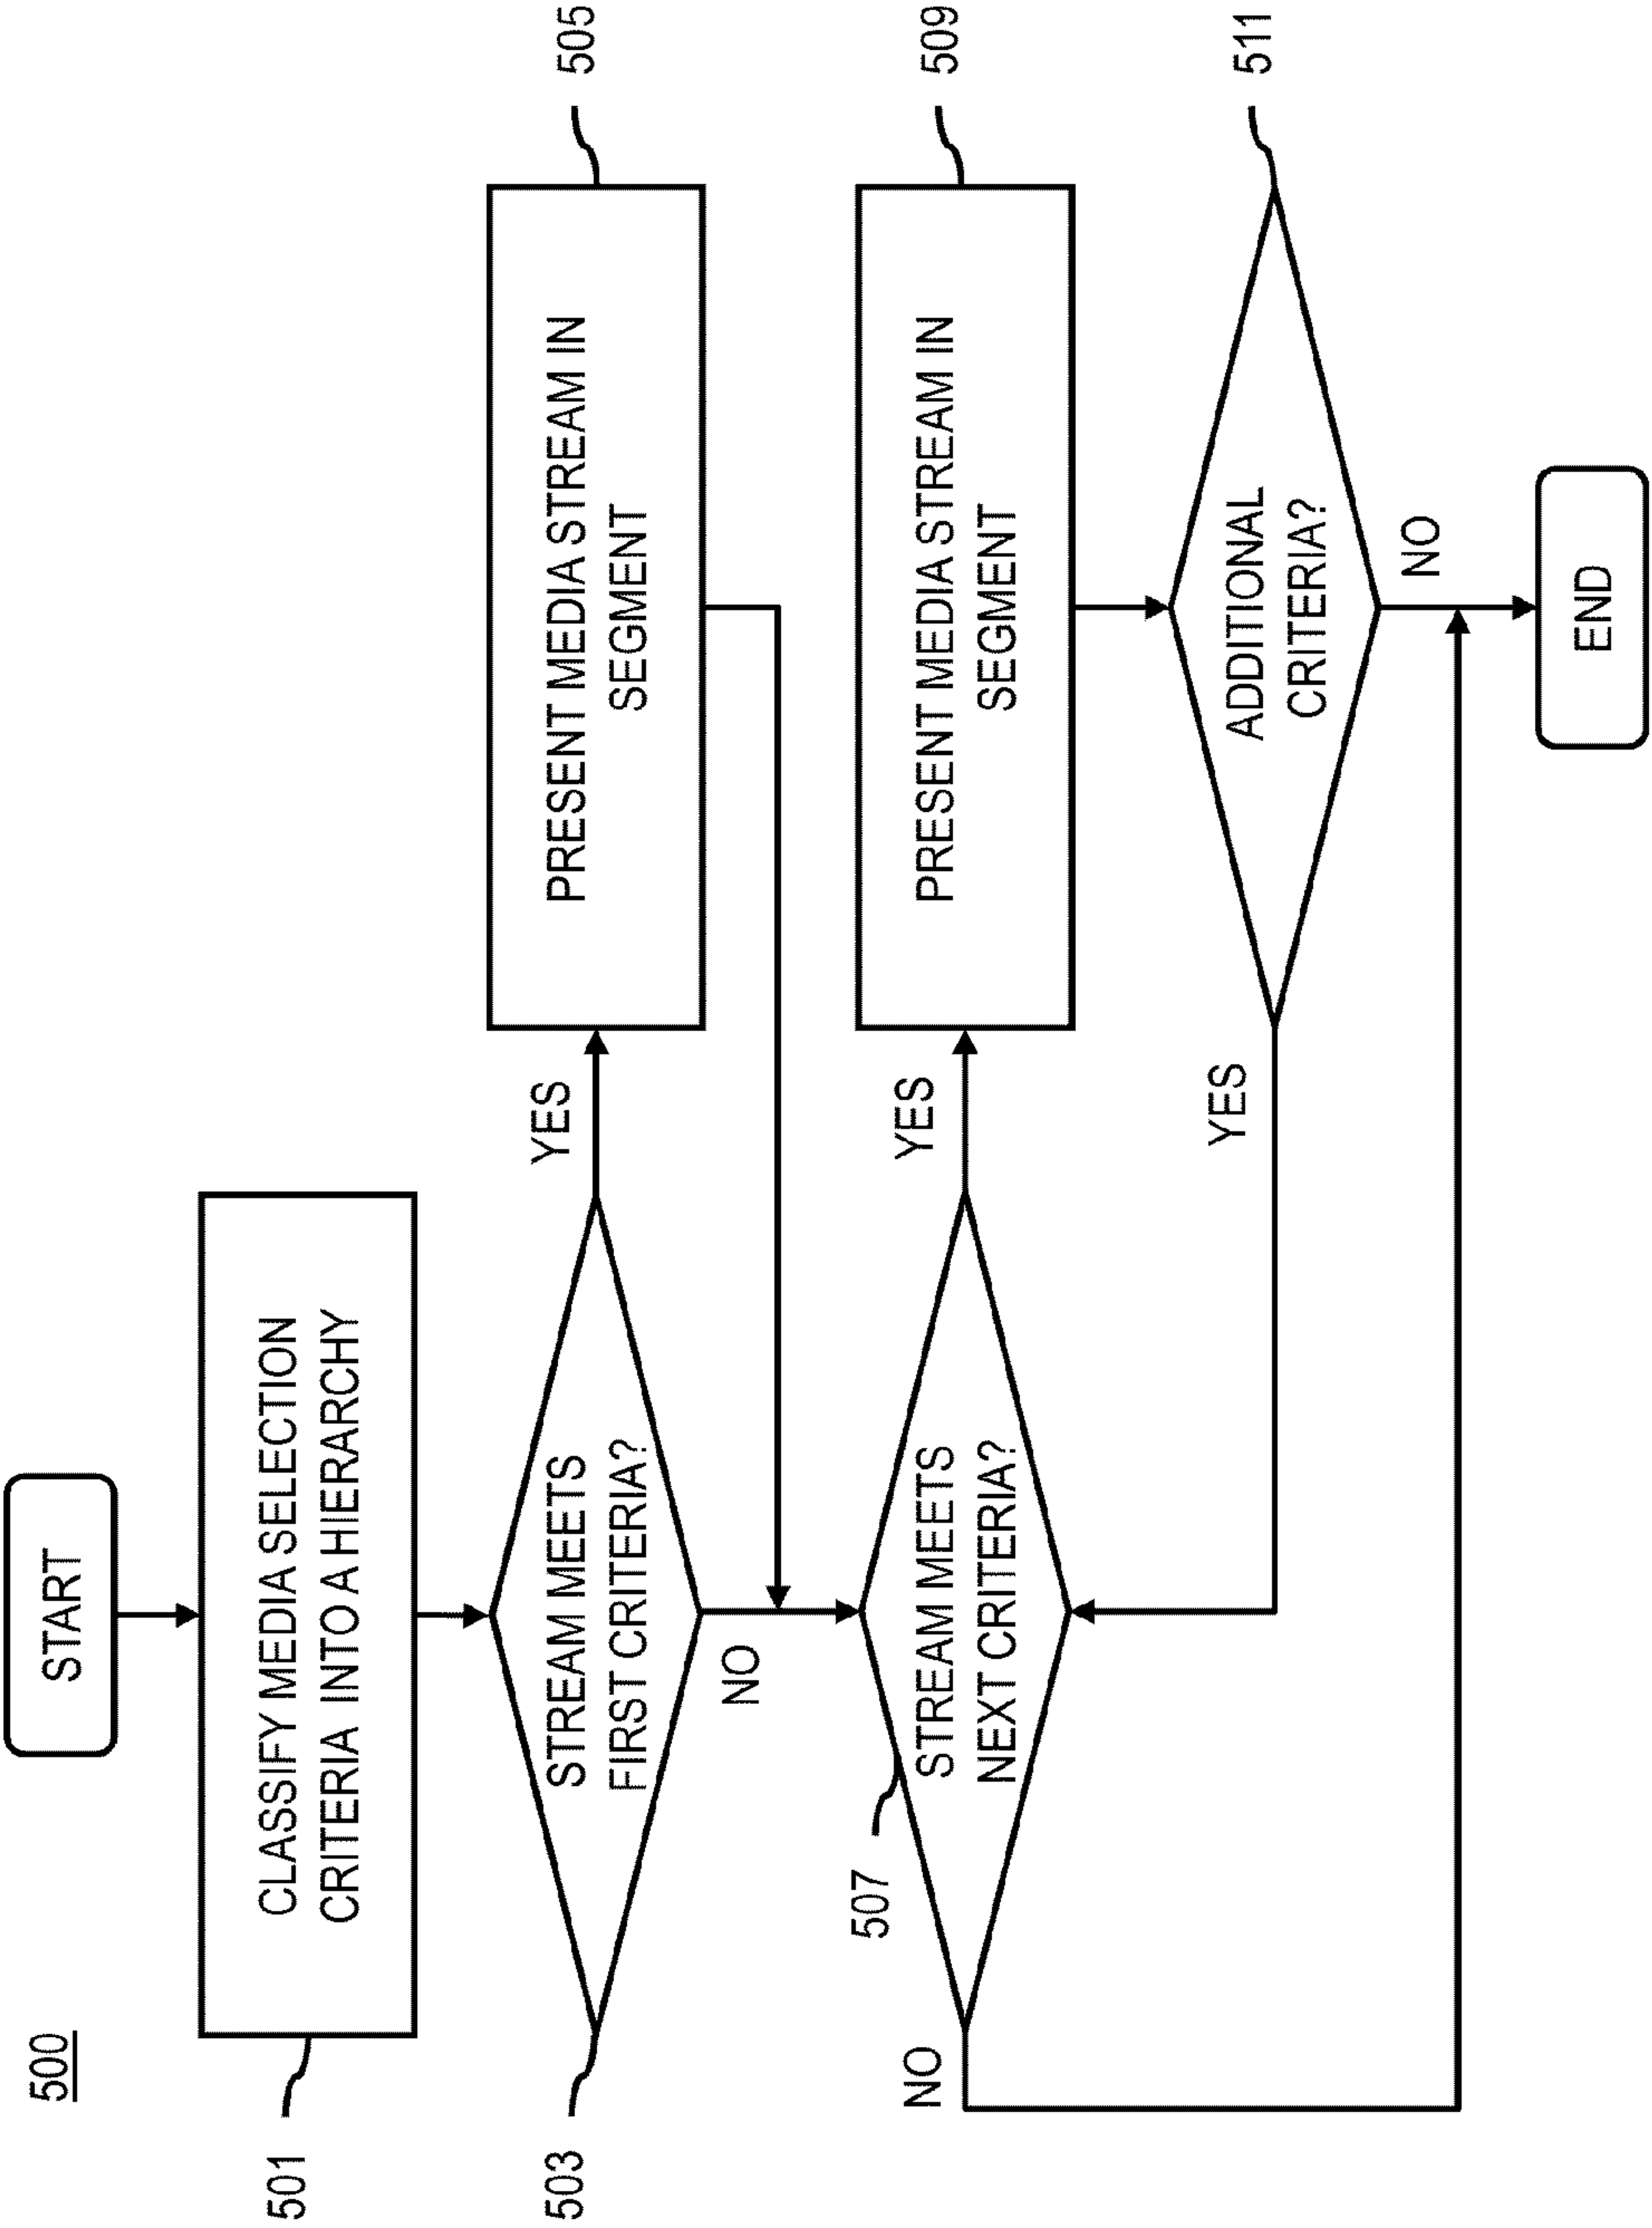 500
START
501
CLASSIFY MEDIA SELECTION
CRITERIA INTO A HIERARCHY
503
STREAM MEETS
FIRST CRITERIA?
YES
505
PRESENT MEDIA STREAM IN
SEGMENT
NO
507
STREAM MEETS
NEXT CRITERIA?
NO
YES
509
PRESENT MEDIA STREAM IN
SEGMENT
511
ADDITIONAL
CRITERIA?
YES
NO
END